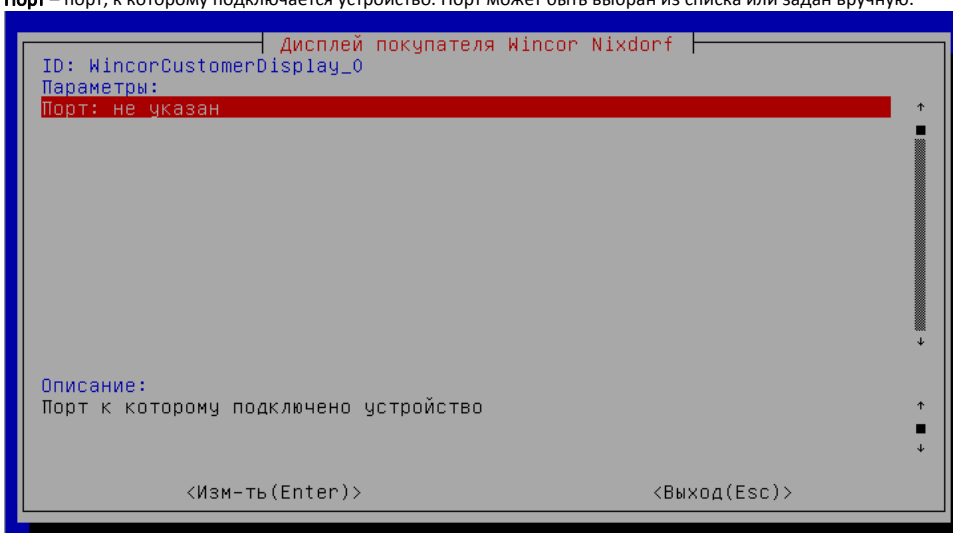 Порт – порт, к которому подключается устройство. Порт может быть выбран из списка или задан вручную.
Дисплей покупателя Wincor Nixdorf
ID: WincorCustomerDisplay_0
Параметры:
Порт: не указан
Описание:
Порт к которому подключено устройство
<Изм-ть(Enter)> <Выход(Esc)>